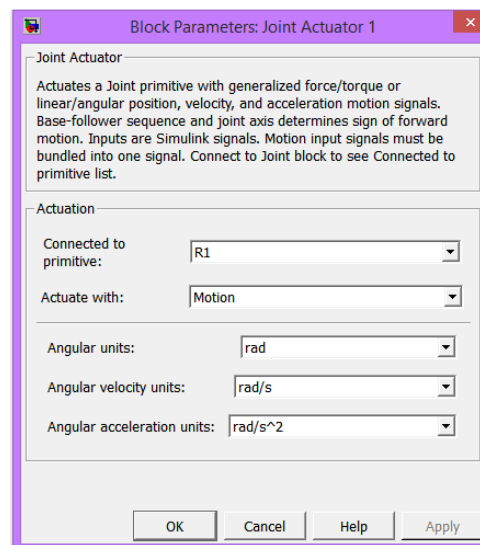 Block Parameters: Joint Actuator 1
Joint Actuator
Actuates a Joint primitive with generalized force/torque or
linear/angular position, velocity, and acceleration motion signals.
Base-follower sequence and joint axis determines sign of forward
motion. Inputs are Simulink signals. Motion input signals must be
bundled into one signal. Connect to Joint block to see Connected to
primitive list.
Actuation
Connected to
primitive:
R1
Actuate with: Motion
Angular units: rad
Angular velocity units: rad/s
Angular acceleration units: rad/s^2
OK Cancel Help Apply